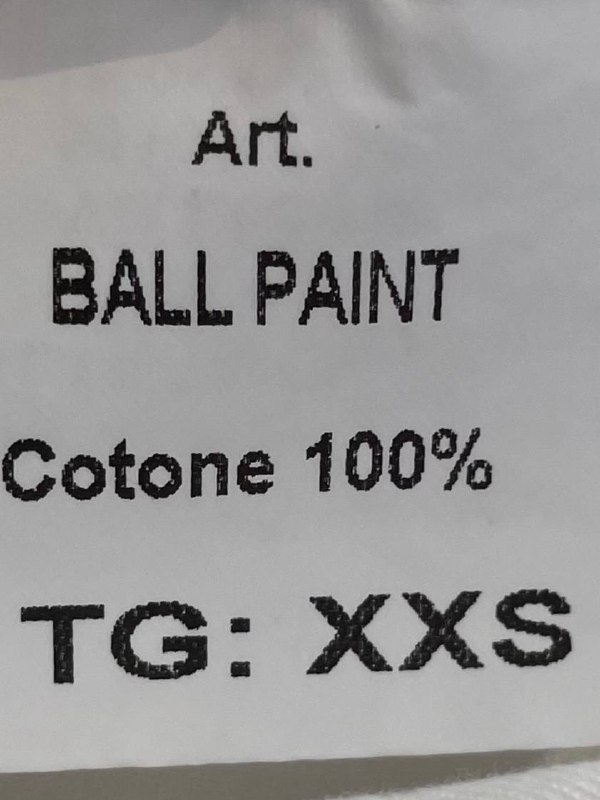 Art.
BALL PAINT
Cotone 100%
TG: XXS